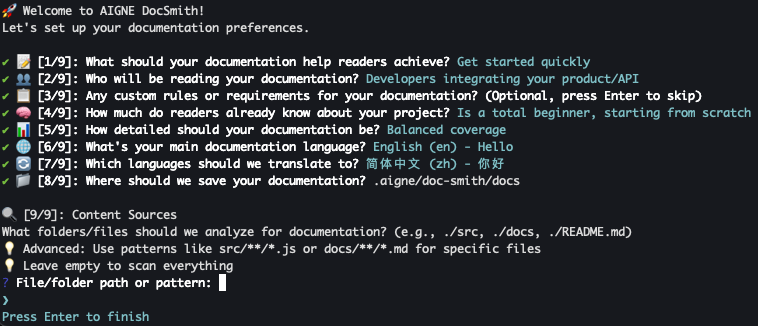 🚀 Welcome to AIGNE DocSmith!
Let's set up your documentation preferences.
✔ 📝 [1/9]: What should your documentation help readers achieve? Get started quickly
✔ 👥 [2/9]: Who will be reading your documentation? Developers integrating your product/API
✔ 📋 [3/9]: Any custom rules or requirements for your documentation? (Optional, press Enter to skip)
✔ 🧠 [4/9]: How much do readers already know about your project? Is a total beginner, starting from scratch
✔ 📊 [5/9]: How detailed should your documentation be? Balanced coverage
✔ 🌐 [6/9]: What's your main documentation language? English (en) - Hello
✔ 🔄 [7/9]: Which languages should we translate to? 简体中文 (zh) - 你好
✔ 📁 [8/9]: Where should we save your documentation? .aigne/doc-smith/docs
🔍 [9/9]: Content Sources
What folders/files should we analyze for documentation? (e.g., ./src, ./docs, ./README.md)
💡 Advanced: Use patterns like src/**/*.js or docs/**/*.md for specific files
💡 Leave empty to scan everything
? File/folder path or pattern:
❯
Press Enter to finish